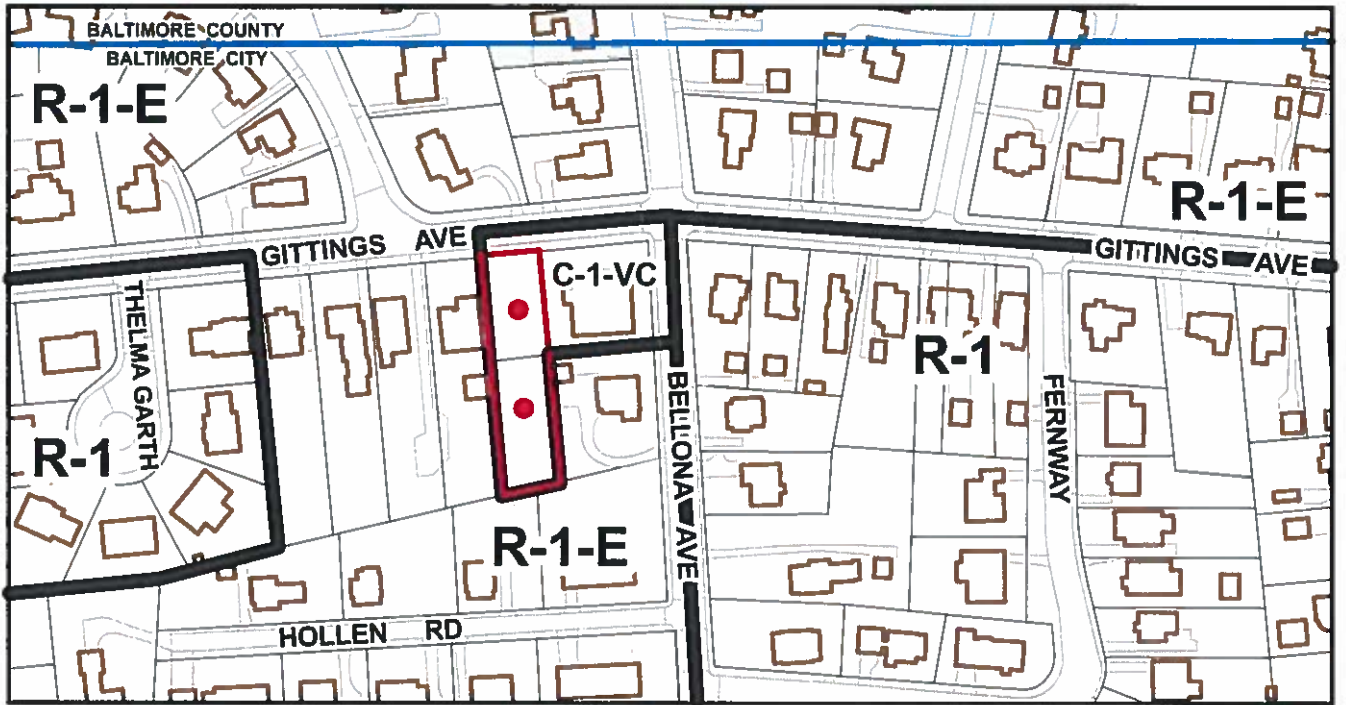 BALTIMORE COUNTY
BALTIMORE CITY
R-1-E
R-1-E
GITTINGS AVE
GITTINGS AVE
C-1-VC
THELMA GARTH
R-1
BELLONA AVE
FERNWAY
R-1
R-1-E
HOLLEN RD